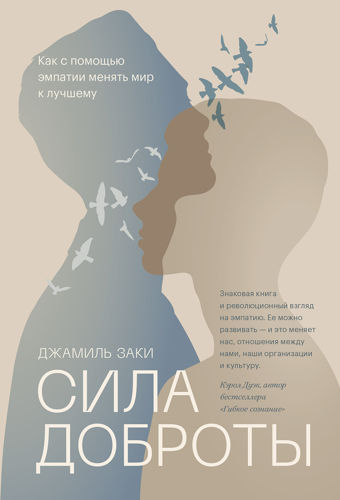 Как с помощью
эмпатии менять мир
к лучшему
Знаковая книга
и революционный взгляд
на эмпатию. Ее можно
развивать — и это меняет
нас, отношения между
нами, наши организации
и культуру.
Кэрол Дуэк, автор
бестселлера
«Гибкое сознание»
ДЖАМИЛЬ ЗАКИ
СИЛА
ДОБРОТЫ